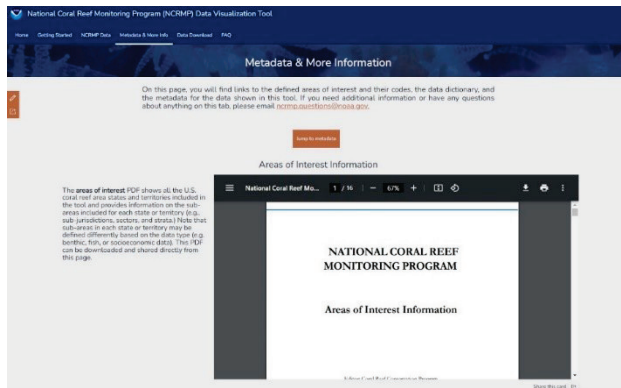 National Coral Reef Monitoring Program (NCRMP) Data Visualization Tool
Home Getting Started NCRMP Data Metadata & More Info Data Download FAQ
Metadata & More Information
On this page, you will find links to the defined areas of interest and their codes, the data dictionary, and
the metadata for the data shown in this tool. If you need additional information or have any questions
about anything on this tab, please email ncrmp.questions@noaa.gov.
Jump to metadata
Areas of Interest Information
The areas of interest PDF shows all the U.S.
coral reef area states and territories included in
the tool and provides information on the sub-
areas included for each state or territory (e.g.,
sub-jurisdictions, sectors, and strata.) Note that
sub-areas in each state or territory may be
defined differently based on the data type (e.g.
benthic, fish, or socioeconomic data). This PDF
can be downloaded and shared directly from
this page.
National Coral Reef Mo... 1 / 16 67%
NATIONAL CORAL REEF
MONITORING PROGRAM
Areas of Interest Information
Share this card